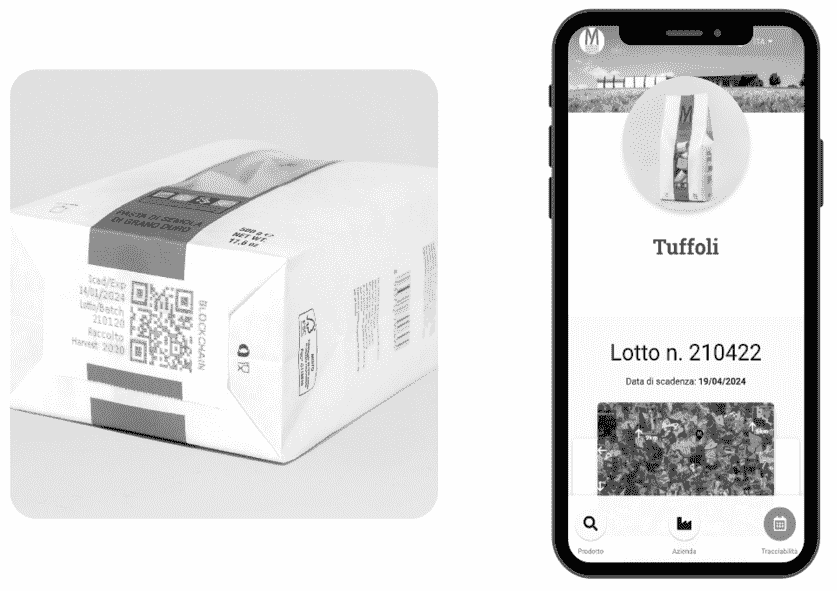 PASTA DI SEMOLA
DI GRANO DURO
500 g ℮
NET WT.
17,6 oz
Scad/Exp
14/01/2024
Lotto/Batch
210120
Raccolto
Harvest 2020
BLOCKCHAIN
M
Tuffoli
Lotto n. 210422
Data di scadenza: 19/04/2024
Prodotto
Azienda
Tracciabilità